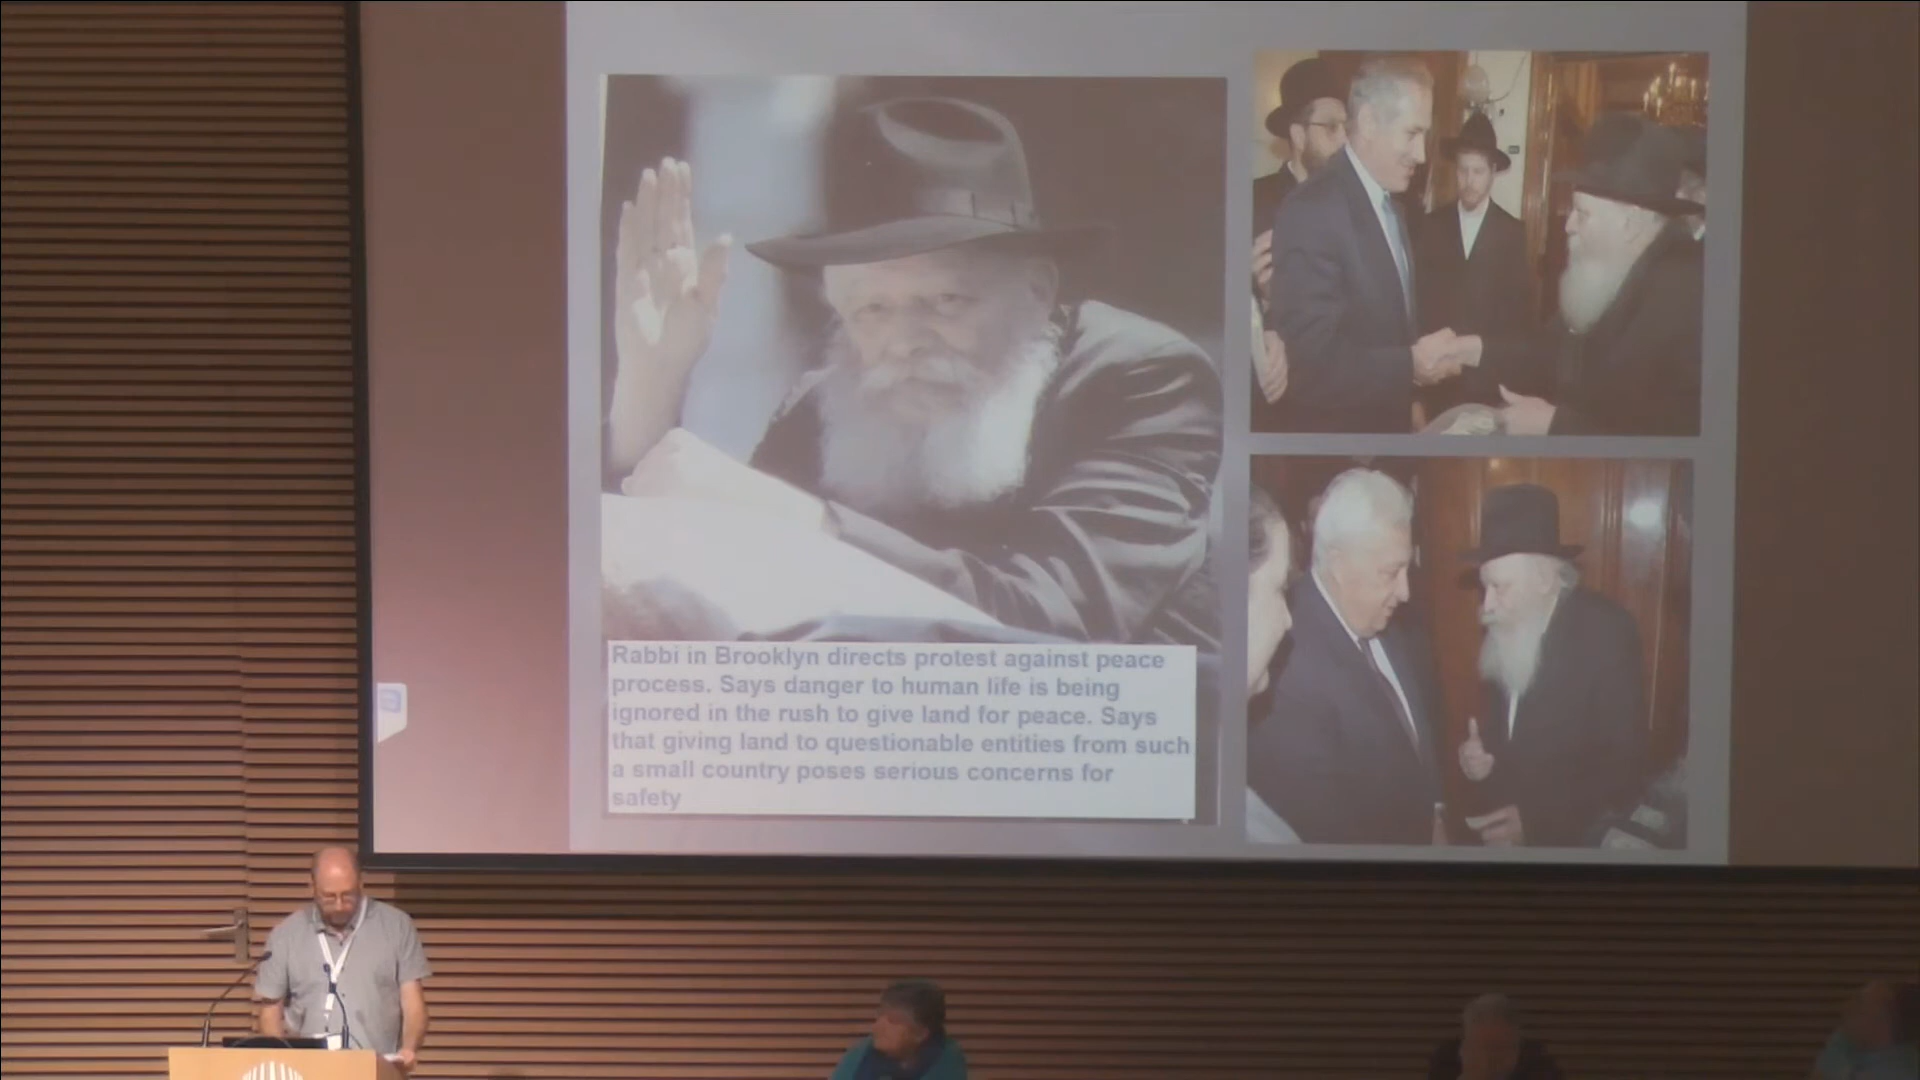 Rabbi in Brooklyn directs protest against peace
process. Says danger to human life is being
ignored in the rush to give land for peace. Says
that giving land to questionable entities from such
a small country poses serious concerns for
safety